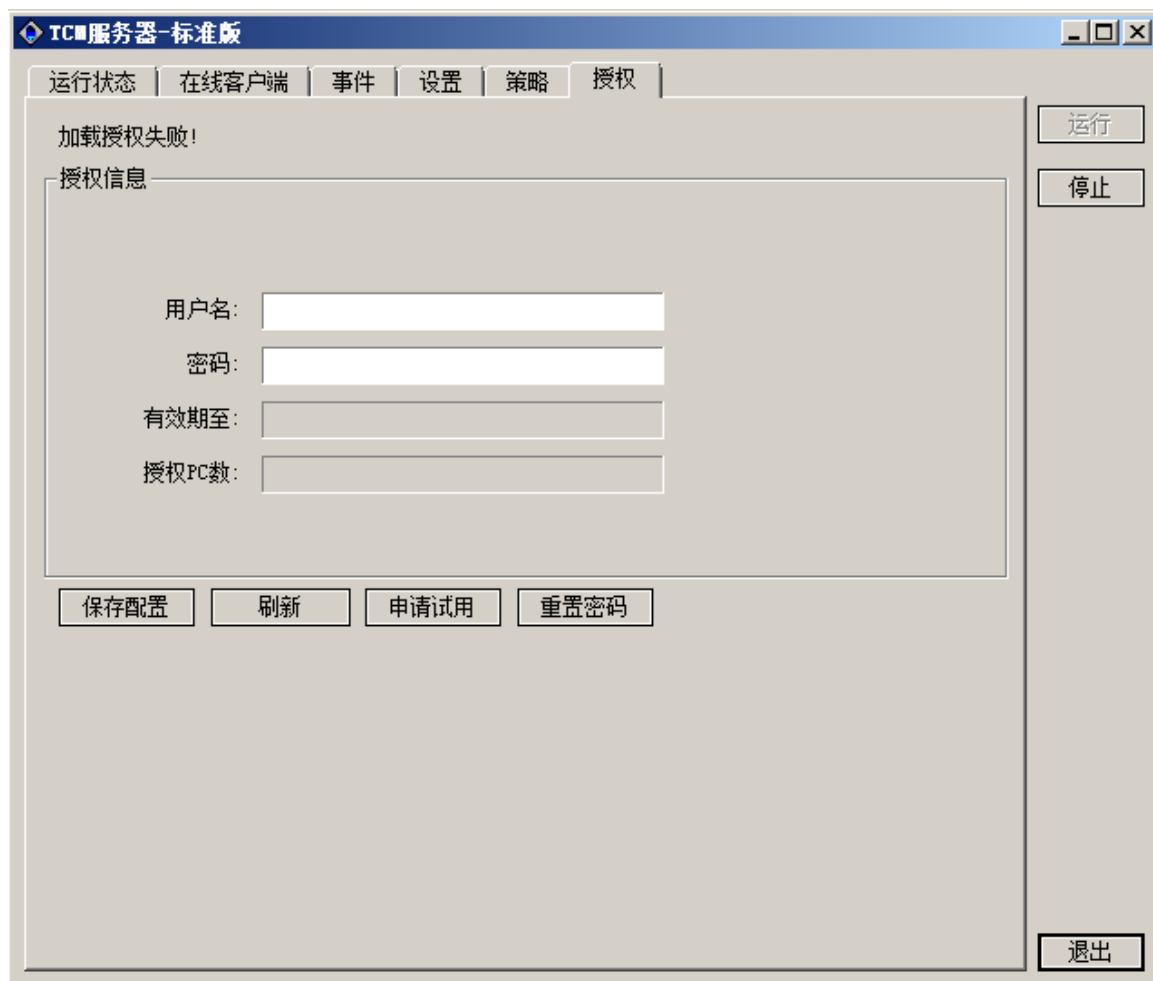 TCM服务器-标准版
运行状态 在线客户端 事件 设置 策略 授权
运行
加载授权失败!
停止
授权信息
用户名:
密码:
有效期至:
授权PC数:
保存配置 刷新 申请试用 重置密码
退出